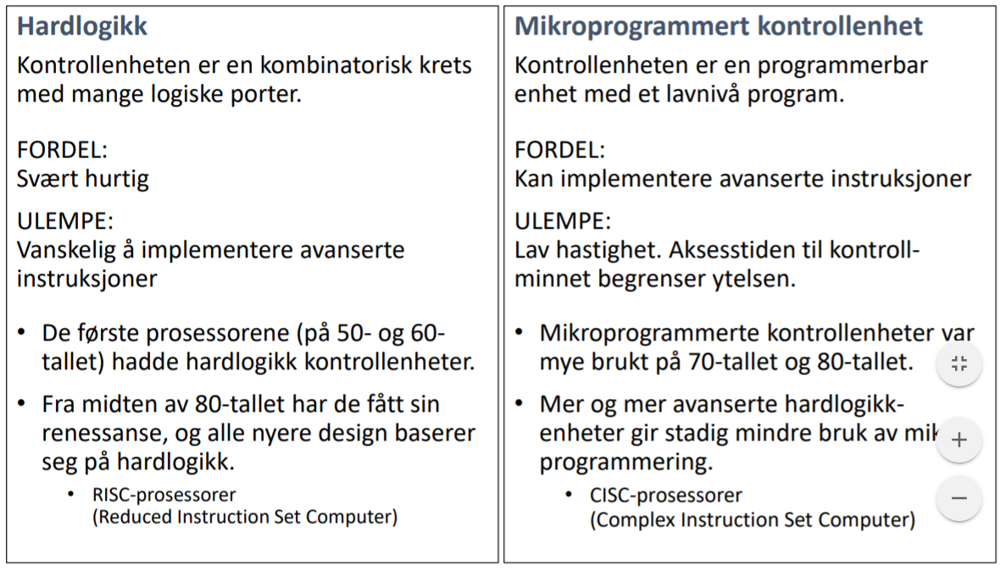 Hardlogikk
Kontrollenheten er en kombinatorisk krets
med mange logiske porter.
FORDEL:
Svært hurtig
ULEMPE:
Vanskelig å implementere avanserte
instruksjoner
• De første prosessorene (på 50- og 60-
tallet) hadde hardlogikk kontrollenheter.
• Fra midten av 80-tallet har de fått sin
renessanse, og alle nyere design baserer
seg på hardlogikk.
• RISC-prosessorer
(Reduced Instruction Set Computer)
Mikroprogrammert kontrollenhet
Kontrollenheten er en programmerbar
enhet med et lavnivå program.
FORDEL:
Kan implementere avanserte instruksjoner
ULEMPE:
Lav hastighet. Aksesstiden til kontroll-
minnet begrenser ytelsen.
• Mikroprogrammerte kontrollenheter var
mye brukt på 70-tallet og 80-tallet.
• Mer og mer avanserte hardlogikk-
enheter gir stadig mindre bruk av
programmering.
• CISC-prosessorer
(Complex Instruction Set Computer)